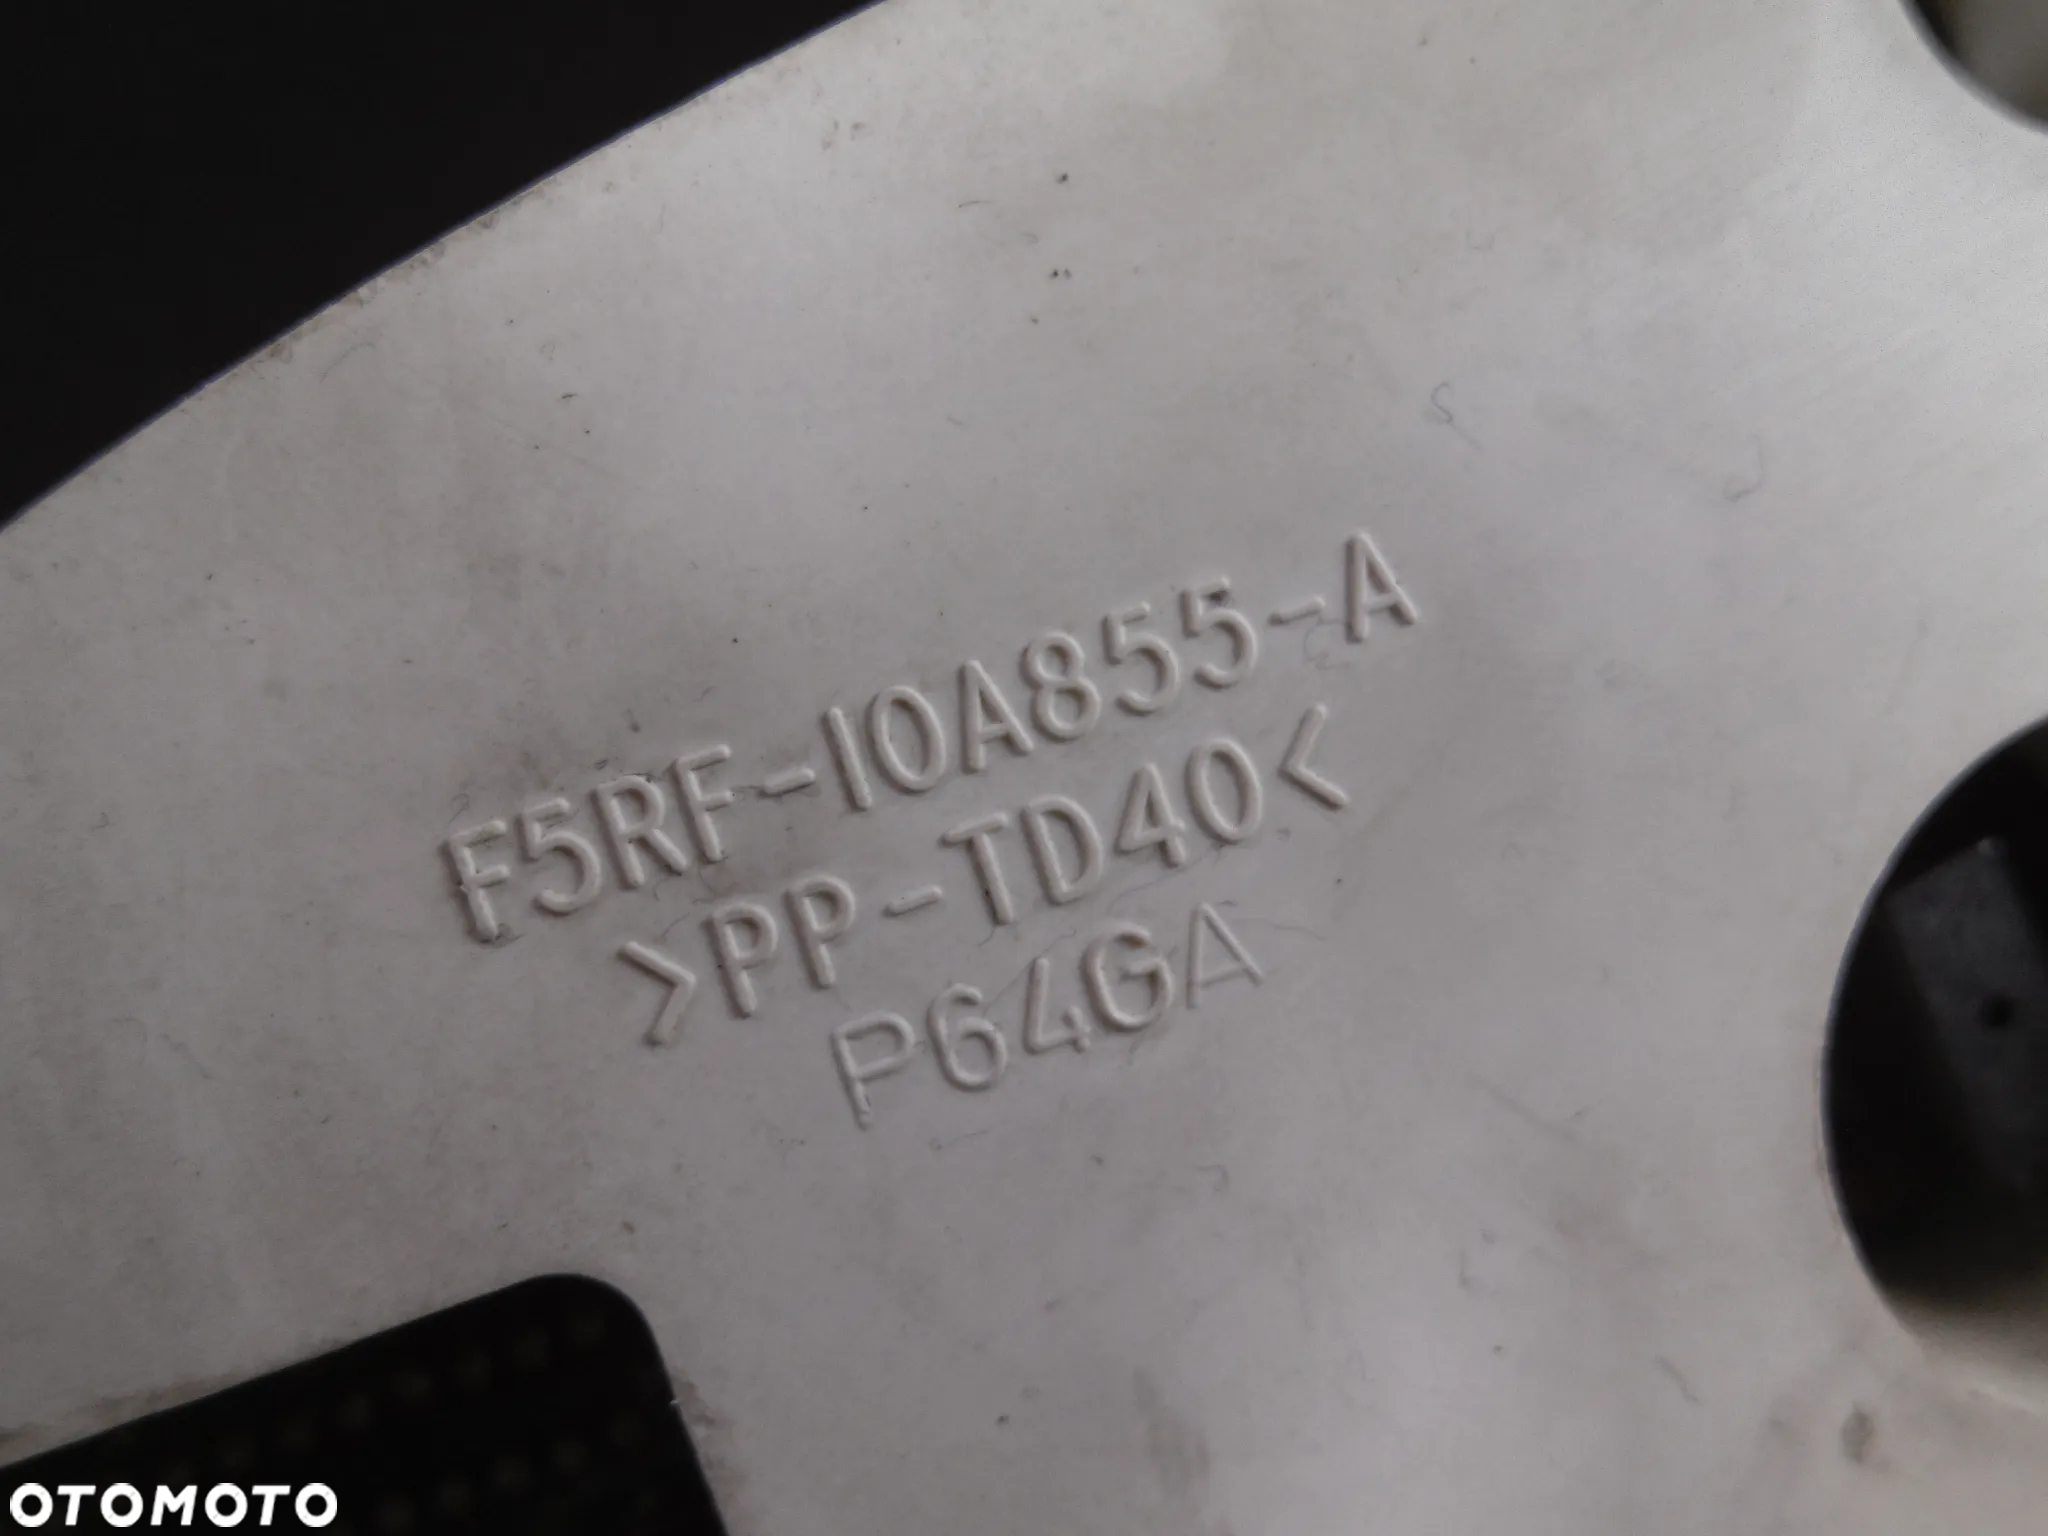 F5RF-10A855-A
>PP-TD40<
P64GA
OTOMOTO